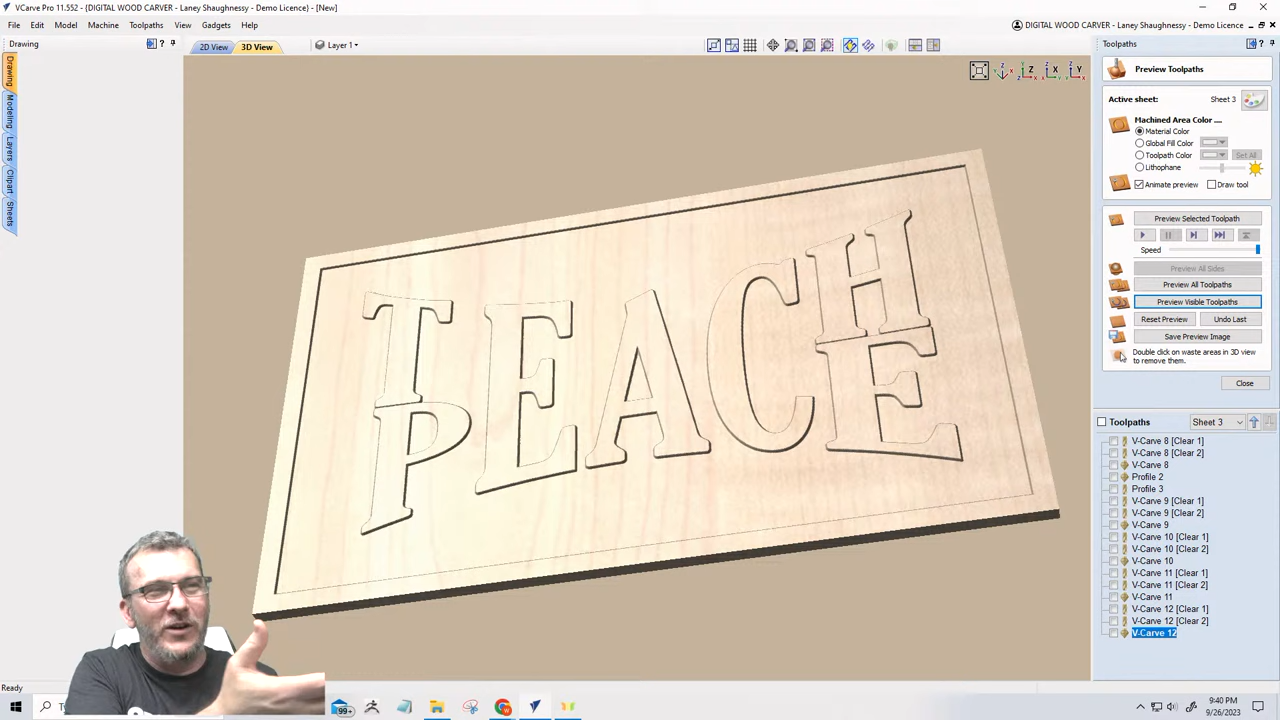 VCarve Pro 11.552 - {DIGITAL WOOD CARVER - Laney Shaughnessy - Demo Licence} - [New]
File Edit Model Machine Toolpaths View Gadgets Help
DIGITAL WOOD CARVER - Laney Shaughnessy - Demo Licence
Drawing
2D View
3D View
Layer 1
Toolpaths
Drawing
Modeling
Layers
Clipart
Sheets
Z X Y
TEACH
PE
Preview Toolpaths
Active sheet: Sheet 3
Machined Area Color ....
Material Color
Global Fill Color
Toolpath Color Set All
Lithophane
Animate preview Draw tool
Preview Selected Toolpath
Speed
Preview All Sides
Preview All Toolpaths
Preview Visible Toolpaths
Reset Preview Undo Last
Save Preview Image
Double click on waste areas in 3D view
to remove them.
Close
Toolpaths Sheet 3
V-Carve 8 [Clear 1]
V-Carve 8 [Clear 2]
V-Carve 8
Profile 2
Profile 3
V-Carve 9 [Clear 1]
V-Carve 9 [Clear 2]
V-Carve 9
V-Carve 10 [Clear 1]
V-Carve 10 [Clear 2]
V-Carve 10
V-Carve 11 [Clear 1]
V-Carve 11 [Clear 2]
V-Carve 11
V-Carve 12 [Clear 1]
V-Carve 12 [Clear 2]
V-Carve 12
Ready
99+
9:40 PM
9/26/2023